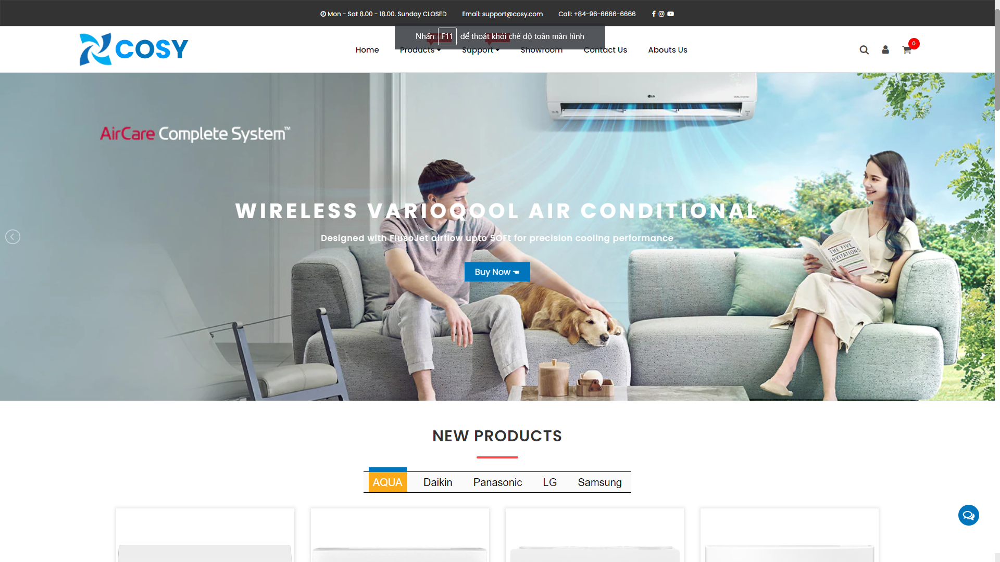 Mon - Sat 8.00 - 18.00. Sunday CLOSED
Email: support@cosy.com
Call: +84-96-6666-6666
Nhấn F11 để thoát khỏi chế độ toàn màn hình
COSY
Home
Products
Support
Showroom
Contact Us
Abouts Us
0
LG
AirCare Complete System™
WIRELESS VARIOQOOL AIR CONDITIONAL
Designed with FlusoJet airflow upto 5OFt for precision cooling performance
THE FIVE
INVITATIONS
Buy Now
NEW PRODUCTS
AQUA
Daikin
Panasonic
LG
Samsung